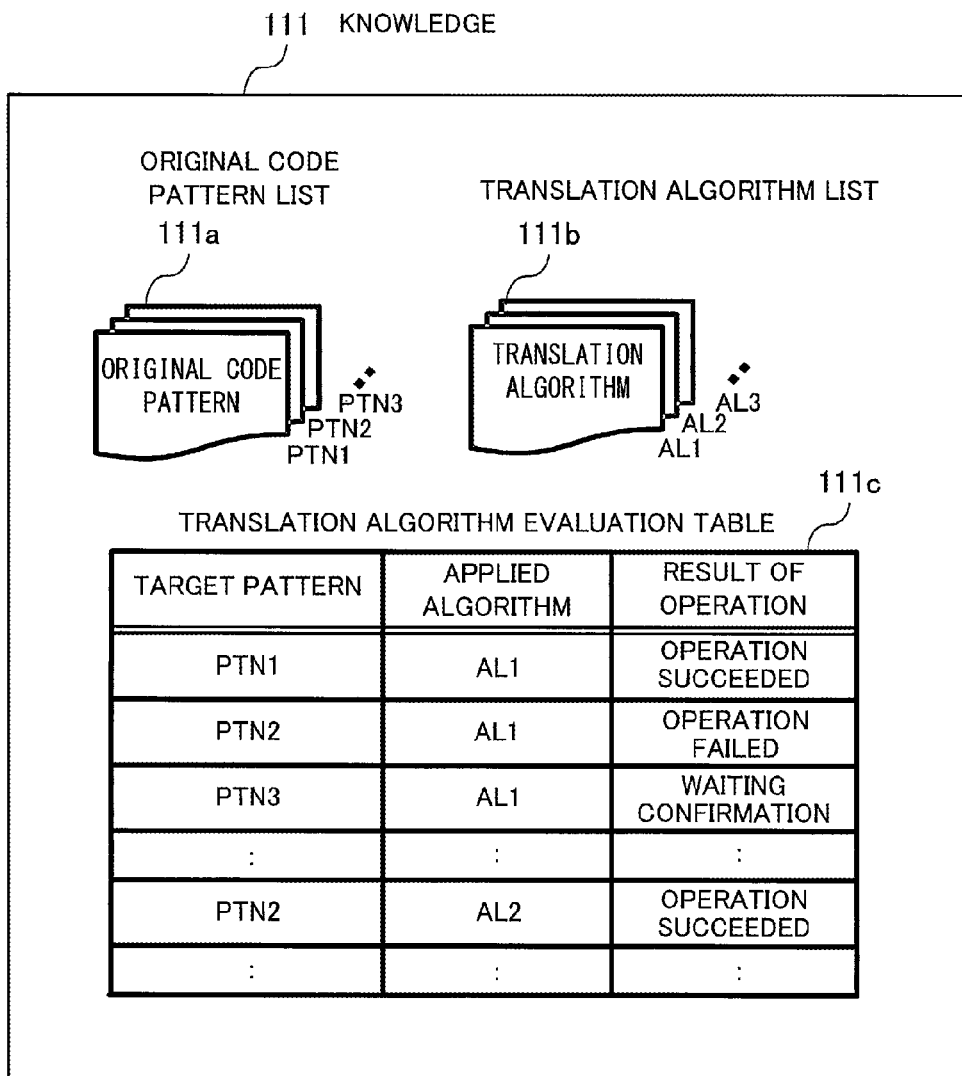 111 KNOWLEDGE
ORIGINAL CODE
PATTERN LIST
111a
TRANSLATION ALGORITHM LIST
111b
ORIGINAL CODE
PATTERN
PTN3
PTN2
PTN1
TRANSLATION
ALGORITHM
AL3
AL2
AL1
111c
TRANSLATION ALGORITHM EVALUATION TABLE
TARGET PATTERN APPLIED ALGORITHM RESULT OF OPERATION
PTN1 AL1 OPERATION SUCCEEDED
PTN2 AL1 OPERATION FAILED
PTN3 AL1 WAITING CONFIRMATION
: : :
PTN2 AL2 OPERATION SUCCEEDED
: : :